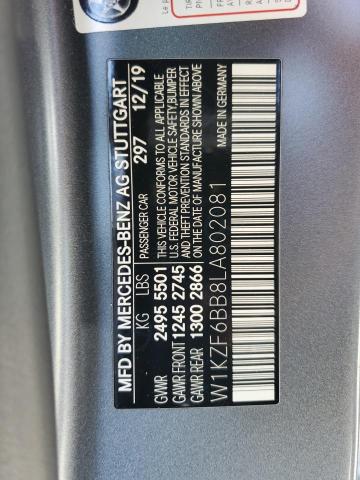 MFD BY MERCEDES-BENZ AG STUTTGART
PASSENGER CAR 297 12/19
KG LBS
THIS VEHICLE CONFORMS TO ALL APPLICABLE
U.S. FEDERAL MOTOR VEHICLE SAFETY,BUMPER
AND THEFT PREVENTION STANDARDS IN EFFECT
ON THE DATE OF MANUFACTURE SHOWN ABOVE
GVWR 2495 5501
GAWR FRONT 1245 2745
GAWR REAR 1300 2866
MADE IN GERMANY
W1KZF6BB8LA802081